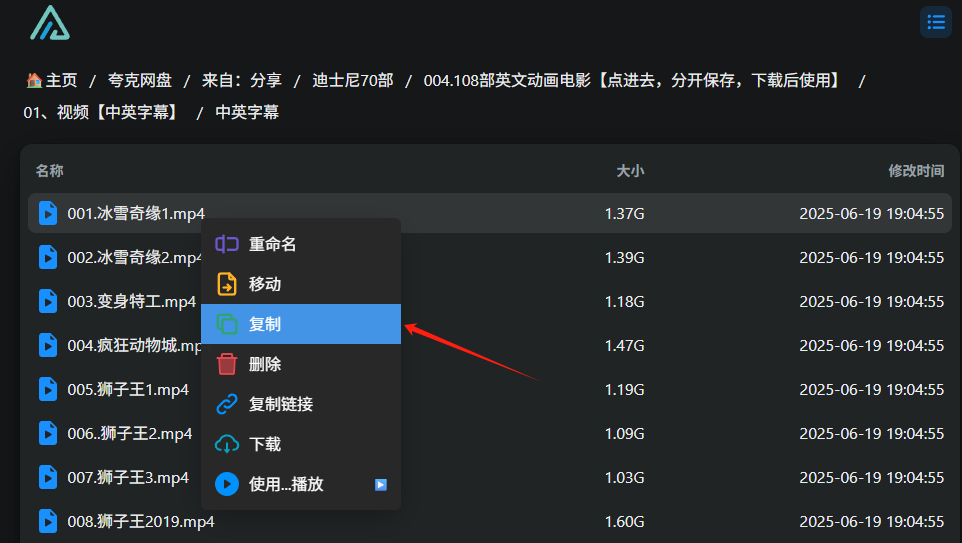 主页 / 夸克网盘 / 来自：分享 / 迪士尼70部 / 004.108部英文动画电影【点进去，分开保存，下载后使用】 /
01、视频【中英字幕】 / 中英字幕
名称 大小 修改时间
001.冰雪奇缘1.mp4 1.37G 2025-06-19 19:04:55
重命名
002.冰雪奇缘2.mp4 1.39G 2025-06-19 19:04:55
移动
003.变身特工.mp4 1.18G 2025-06-19 19:04:55
复制
004.疯狂动物城.mp 1.47G 2025-06-19 19:04:55
删除
005.狮子王1.mp4 1.19G 2025-06-19 19:04:55
复制链接
006..狮子王2.mp4 1.09G 2025-06-19 19:04:55
下载
007.狮子王3.mp4 1.03G 2025-06-19 19:04:55
使用...播放
008.狮子王2019.mp4 1.60G 2025-06-19 19:04:55